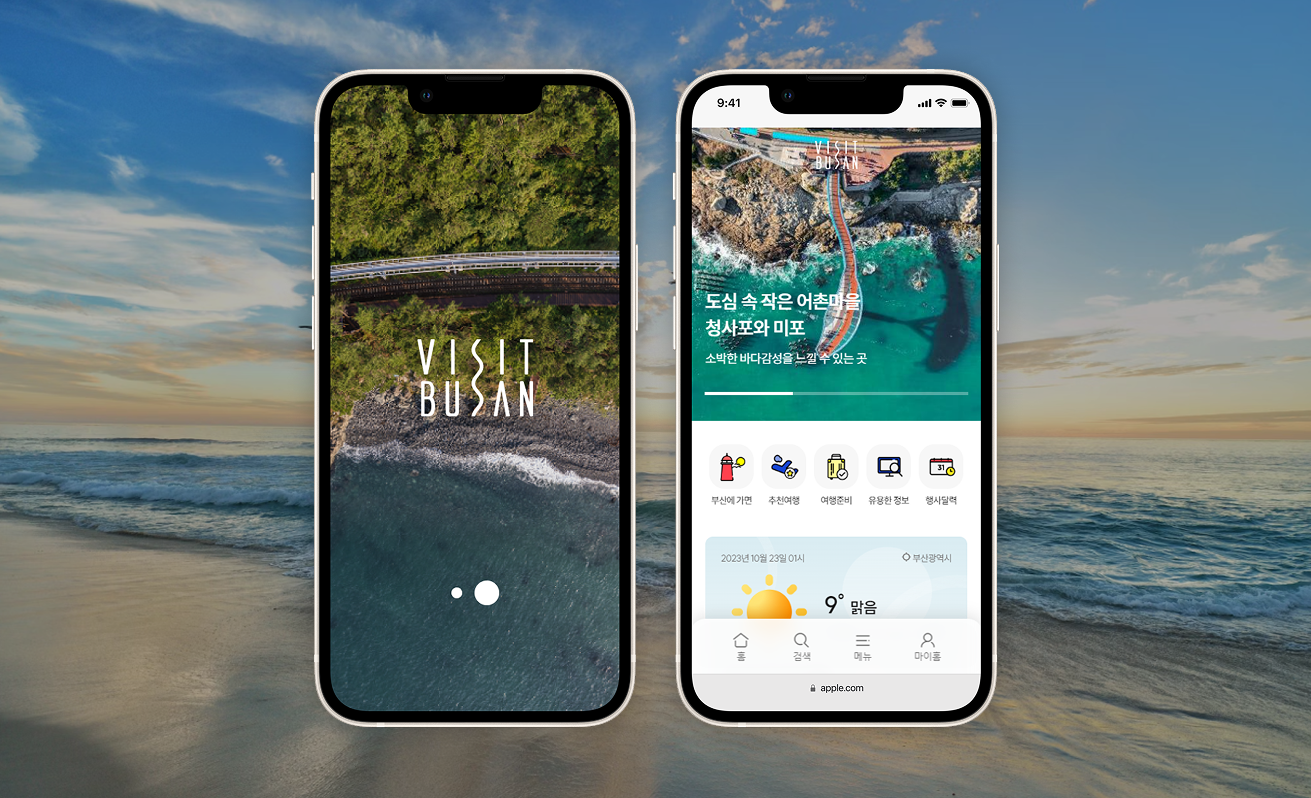 VISIT
BUSAN
9:41
VISIT
BUSAN
도심 속 작은 어촌마을
청사포와 미포
소박한 바다감성을 느낄 수 있는 곳
부산에 가면
추천여행
여행준비
유용한 정보
31
행사달력
2023년 10월 23일 01시
부산광역시
9° 맑음
홈
검색
메뉴
마이홈
apple.com